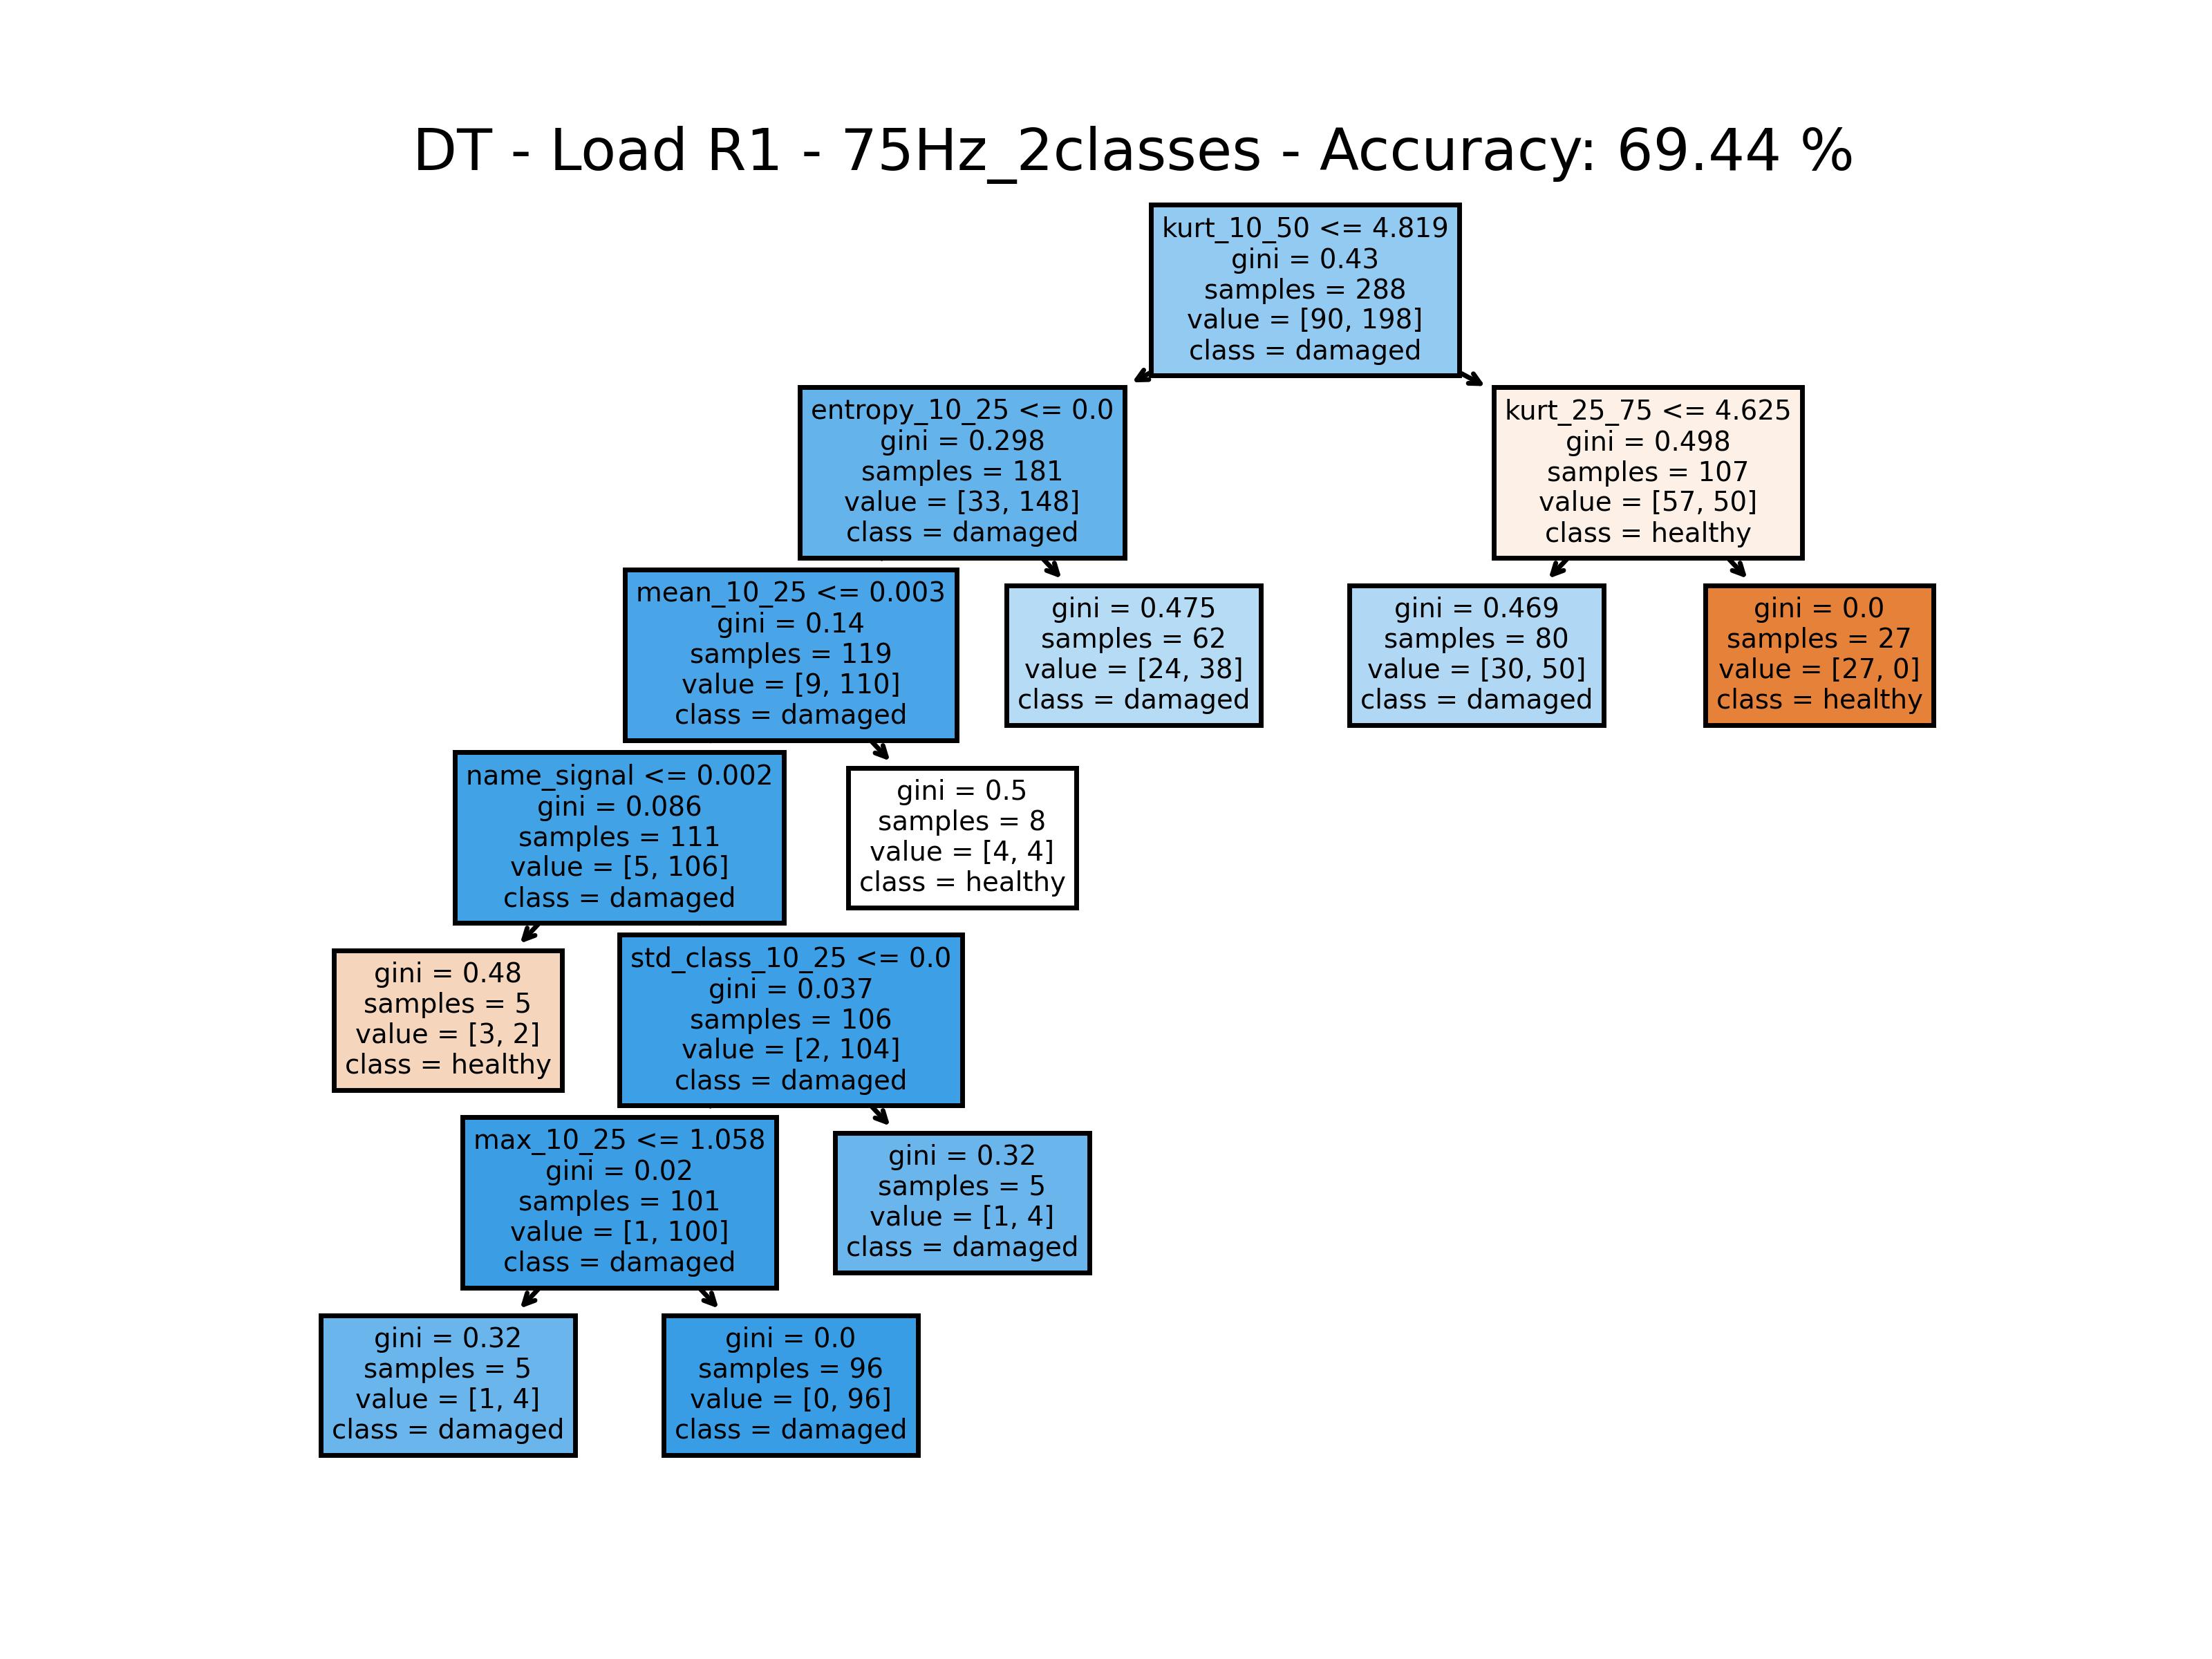 DT - Load R1 - 75Hz_2classes - Accuracy: 69.44 %
kurt_10_50 <= 4.819
gini = 0.43
samples = 288
value = [90, 198]
class = damaged
entropy_10_25 <= 0.0
gini = 0.298
samples = 181
value = [33, 148]
class = damaged
kurt_25_75 <= 4.625
gini = 0.498
samples = 107
value = [57, 50]
class = healthy
mean_10_25 <= 0.003
gini = 0.14
samples = 119
value = [9, 110]
class = damaged
gini = 0.475
samples = 62
value = [24, 38]
class = damaged
gini = 0.469
samples = 80
value = [30, 50]
class = damaged
gini = 0.0
samples = 27
value = [27, 0]
class = healthy
name_signal <= 0.002
gini = 0.086
samples = 111
value = [5, 106]
class = damaged
gini = 0.5
samples = 8
value = [4, 4]
class = healthy
gini = 0.48
samples = 5
value = [3, 2]
class = healthy
std_class_10_25 <= 0.0
gini = 0.037
samples = 106
value = [2, 104]
class = damaged
max_10_25 <= 1.058
gini = 0.02
samples = 101
value = [1, 100]
class = damaged
gini = 0.32
samples = 5
value = [1, 4]
class = damaged
gini = 0.32
samples = 5
value = [1, 4]
class = damaged
gini = 0.0
samples = 96
value = [0, 96]
class = damaged